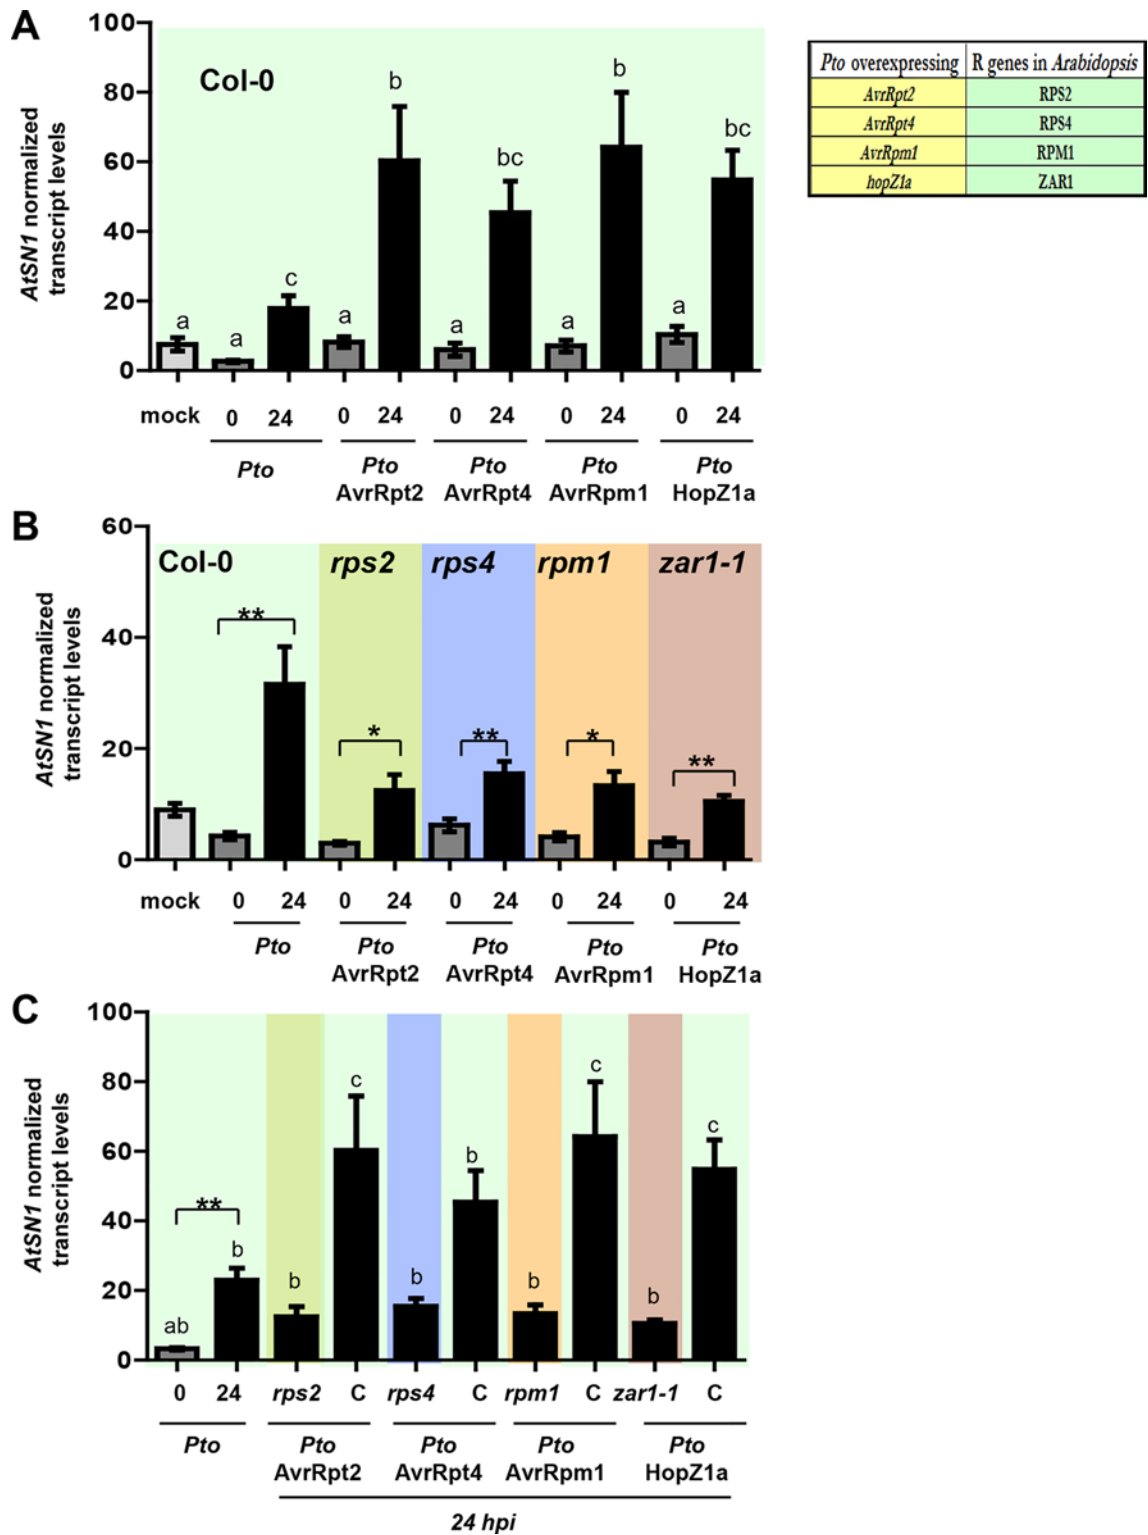 A
100
80
60
40
20
0
AtSN1 normalized
transcript levels
Col-0
a
a
c
a
b
a
bc
a
b
a
bc
mock
0
24
0
24
0
24
0
24
0
24
Pto
Pto
AvrRpt2
Pto
AvrRpt4
Pto
AvrRpm1
Pto
HopZ1a
Pto overexpressing R genes in Arabidopsis
AvrRpt2 RPS2
AvrRpt4 RPS4
AvrRpm1 RPM1
hopZ1a ZAR1
B
60
40
20
0
AtSN1 normalized
transcript levels
Col-0
rps2
rps4
rpm1
zar1-1
**
*
**
*
**
mock
0
24
0
24
0
24
0
24
0
24
Pto
Pto
AvrRpt2
Pto
AvrRpt4
Pto
AvrRpm1
Pto
HopZ1a
C
100
80
60
40
20
0
AtSN1 normalized
transcript levels
**
ab
b
b
c
b
b
b
c
b
c
0
24
rps2
C
rps4
C
rpm1
C
zar1-1
C
Pto
Pto
AvrRpt2
Pto
AvrRpt4
Pto
AvrRpm1
Pto
HopZ1a
24 hpi